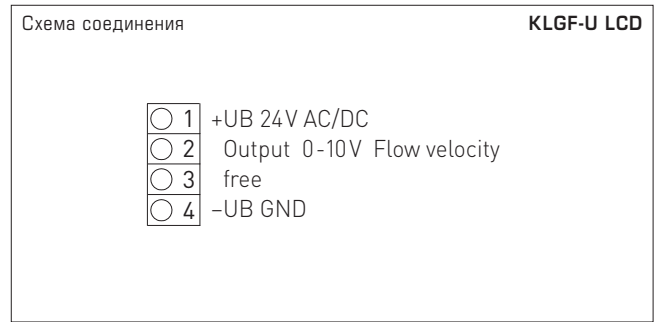 Схема соединения KLGF-U LCD
1 +UB 24V AC/DC
2 Output 0-10V Flow velocity
3 free
4 –UB GND